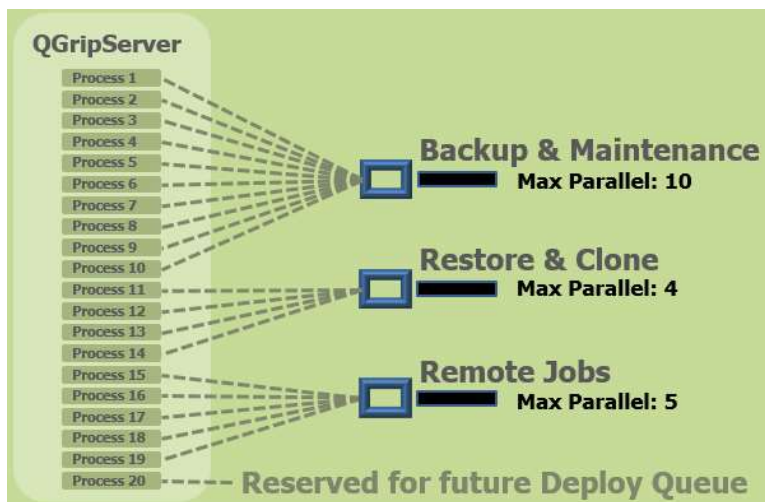 QGripServer
Process 1
Process 2
Process 3
Process 4
Process 5
Process 6
Process 7
Process 8
Process 9
Process 10
Process 11
Process 12
Process 13
Process 14
Process 15
Process 16
Process 17
Process 18
Process 19
Process 20
Backup & Maintenance
Max Parallel: 10
Restore & Clone
Max Parallel: 4
Remote Jobs
Max Parallel: 5
Reserved for future Deploy Queue